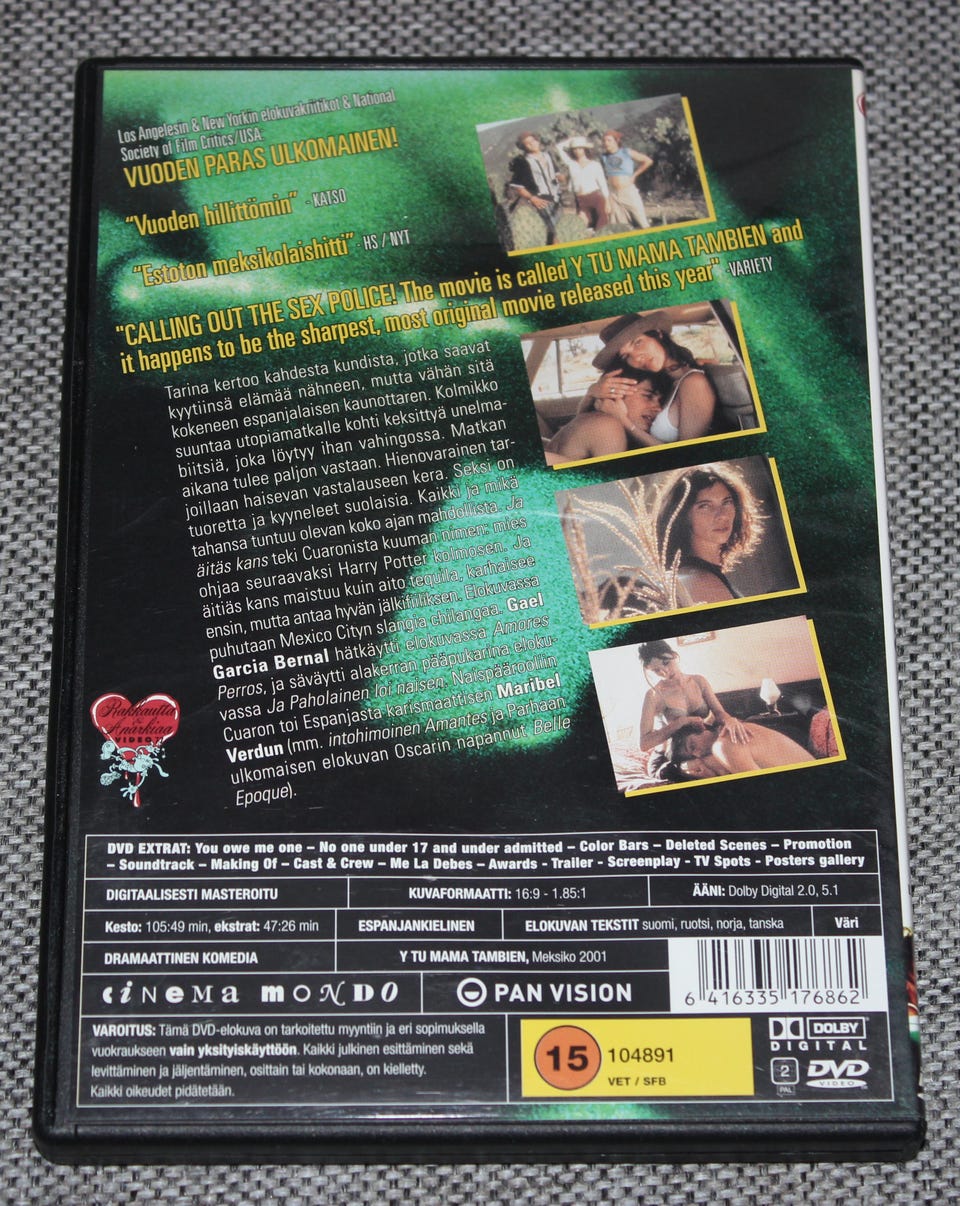 Los Angelesin & New Yorkin elokuvakriitikot & National
Society of Film Critics/USA:
VUODEN PARAS ULKOMAINEN!
“Vuoden hillittömin” - KATSO
“Estoton meksikolaishitti” - HS / NYT
"CALLING OUT THE SEX POLICE! The movie is called Y TU MAMA TAMBIEN and
it happens to be the sharpest, most original movie released this year” -VARIETY
Tarina kertoo kahdesta kundista, jotka saavat
kyytiinsä elämää nähneen, mutta vähän sitä
kokeneen espanjalaisen kaunottaren. Kolmikko
suuntaa utopiamatkalle kohti keksittyä unelma-
biitsiä, joka löytyy ihan vahingossa. Matkan
aikana tulee paljon vastaan. Hienovarainen tar-
joillaan haisevan vastalauseen kera. Seksi on
tuoretta ja kyyneleet suolaisia. Kaikki ja mikä
tahansa tuntuu olevan koko ajan mahdollista. Ja
äitäs kans teki Cuaronista kuuman nimen: mies
ohjaa seuraavaksi Harry Potter kolmosen. Ja
äitiäs kans maistuu kuin aito tequila, karhaisee
ensin, mutta antaa hyvän jälkifiiliksen. Elokuvassa
puhutaan Mexico Cityn slangia chilangaa. Gael
Garcia Bernal hätkäytti elokuvassa Amores
Perros, ja säväytti alakerran pääpukarina eloku-
vassa Ja Paholainen loi naisen. Naispäärooliin
Cuaron toi Espanjasta karismaattisen Maribel
Verdun (mm. intohimoinen Amantes ja Parhaan
ulkomaisen elokuvan Oscarin napannut Belle
Epoque).
Rakkautta
& Anarkiaa
VIDEO
DVD EXTRAT: You owe me one – No one under 17 and under admitted – Color Bars – Deleted Scenes – Promotion
– Soundtrack – Making Of – Cast & Crew – Me La Debes – Awards - Trailer - Screenplay - TV Spots - Posters gallery
DIGITAALISESTI MASTEROITU KUVAFORMAATTI: 16:9 - 1.85:1 ÄÄNI: Dolby Digital 2.0, 5.1
Kesto: 105:49 min, ekstrat: 47:26 min ESPANJANKIELINEN ELOKUVAN TEKSTIT suomi, ruotsi, norja, tanska Väri
DRAMAATTINEN KOMEDIA Y TU MAMA TAMBIEN, Meksiko 2001
CiNeMa MONDO PAN VISION
6 416335 176862
VAROITUS: Tämä DVD-elokuva on tarkoitettu myyntiin ja eri sopimuksella
vuokraukseen vain yksityiskäyttöön. Kaikki julkinen esittäminen sekä
levittäminen ja jäljentäminen, osittain tai kokonaan, on kielletty.
Kaikki oikeudet pidätetään.
15 104891
VET / SFB
DOLBY
DIGITAL
2
PAL
DVD
VIDEO